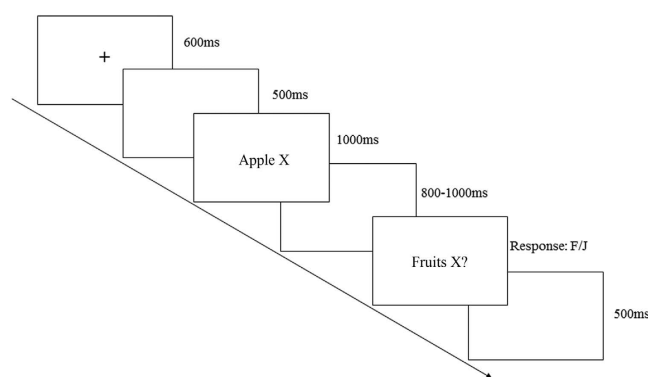 +
600ms
500ms
Apple X
1000ms
800-1000ms
Fruits X?
Response: F/J
500ms